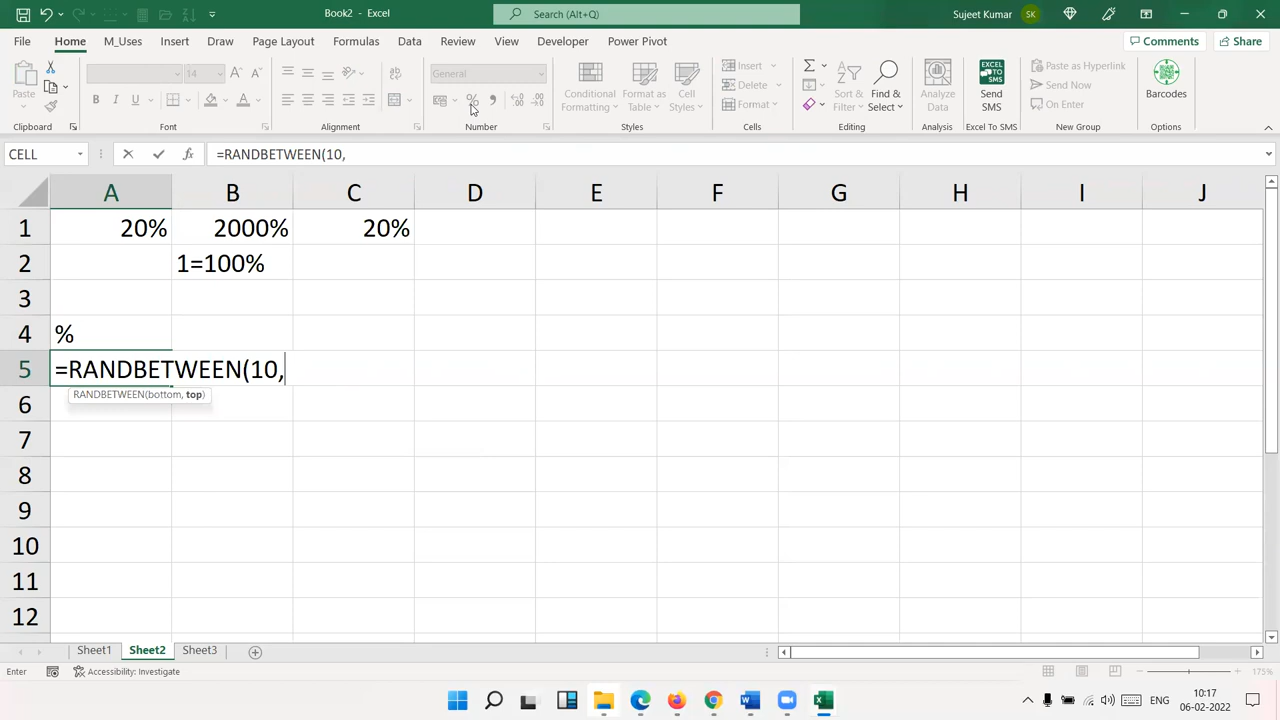 Book2 - Excel
Search (Alt+Q)
Sujeet Kumar
SK
File
Home
M_Uses
Insert
Draw
Page Layout
Formulas
Data
Review
View
Developer
Help
Power Pivot
Comments
Share
Paste
14
General
B
I
U
Conditional Formatting
Format as Table
Cell Styles
Insert
Delete
Format
Sort & Filter
Find & Select
Analyze Data
Send SMS
Paste as Hyperlink
Send Now
On Enter
Barcodes
Clipboard
Font
Alignment
Number
Styles
Cells
Editing
Analysis
Excel To SMS
New Group
Options
CELL
=RANDBETWEEN(10,
A B C D E F G H I J
1 20% 2000% 20%
2 1=100%
3
4 %
5 =RANDBETWEEN(10,
RANDBETWEEN(bottom, top)
6
7
8
9
10
11
12
Sheet1
Sheet2
Sheet3
Enter
Accessibility: Investigate
175%
ENG
10:17
06-02-2022